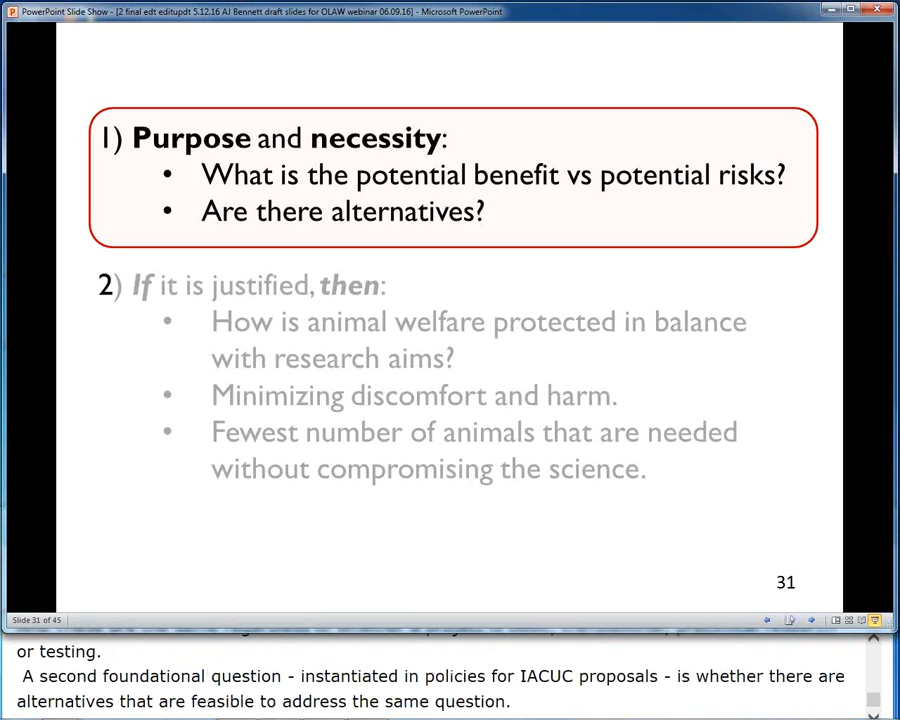 PowerPoint Slide Show - [2 final edt editupdt 5.12.16 AJ Bennett draft slides for OLAW webinar 06.09.16] - Microsoft PowerPoint
1) Purpose and necessity:
• What is the potential benefit vs potential risks?
• Are there alternatives?
2) If it is justified, then:
• How is animal welfare protected in balance
with research aims?
• Minimizing discomfort and harm.
• Fewest number of animals that are needed
without compromising the science.
31
Slide 31 of 45
or testing.
A second foundational question - instantiated in policies for IACUC proposals - is whether there are
alternatives that are feasible to address the same question.